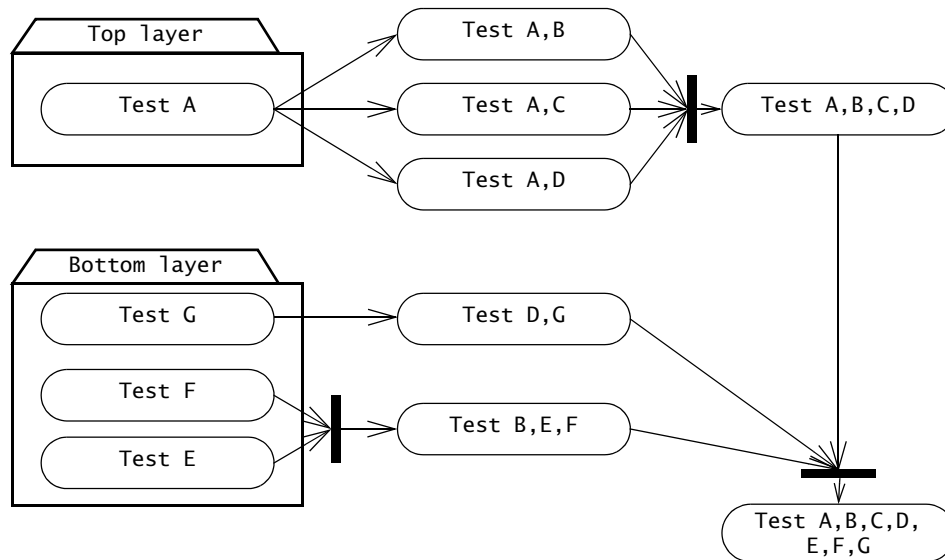 Top layer
Test A
Test A,B
Test A,C
Test A,D
Test A,B,C,D
Bottom layer
Test G
Test F
Test E
Test D,G
Test B,E,F
Test A,B,C,D,
E,F,G